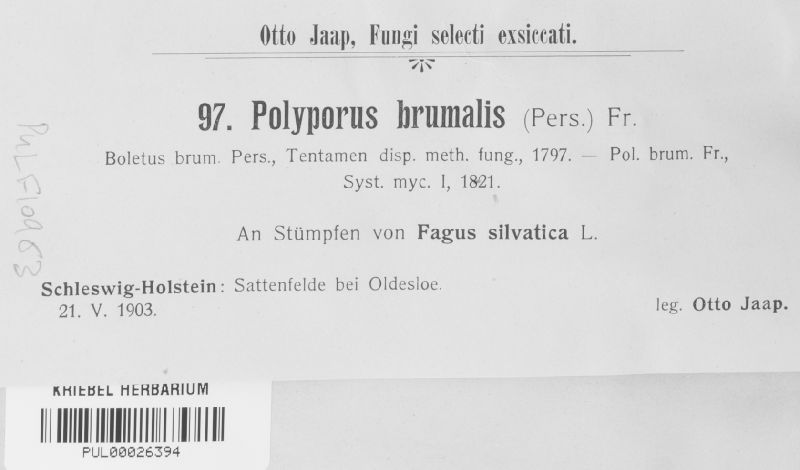 Otto Jaap, Fungi selecti exsiccati.
97. Polyporus brumalis (Pers.) Fr.
Boletus brum. Pers., Tentamen disp. meth. fung., 1797. — Pol. brum. Fr.,
Syst. myc. I, 1821.
An Stümpfen von Fagus silvatica L.
Schleswig-Holstein: Sattenfelde bei Oldesloe.
21. V. 1903.
leg. Otto Jaap.
PUL F10963
KRIEBEL HERBARIUM
PUL00026394